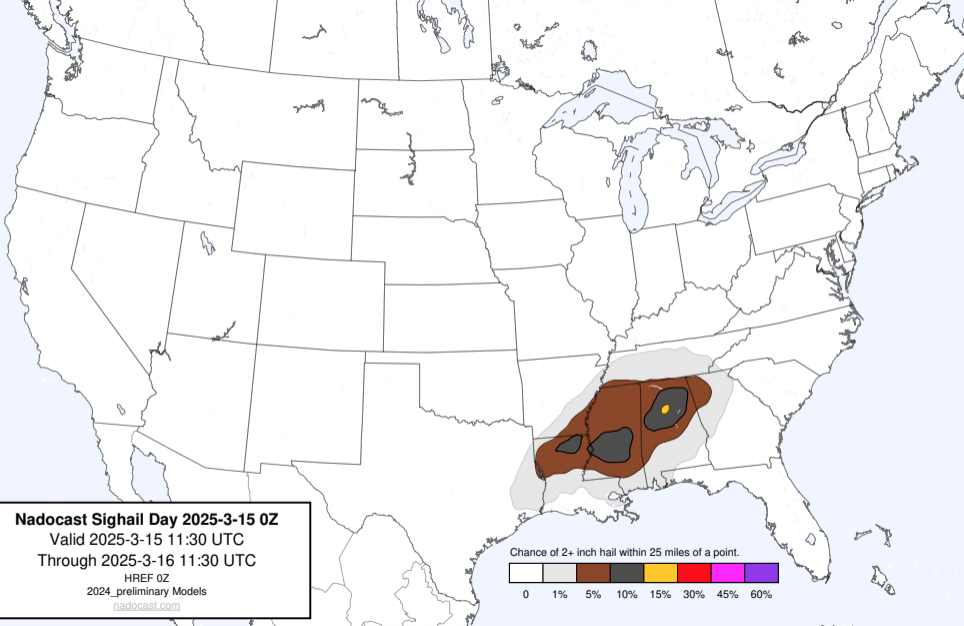 Nadocast Sighail Day 2025-3-15 0Z
Valid 2025-3-15 11:30 UTC
Through 2025-3-16 11:30 UTC
HREF 0Z
2024_preliminary Models
nadocast.com
Chance of 2+ inch hail within 25 miles of a point.
0 1% 5% 10% 15% 30% 45% 60%